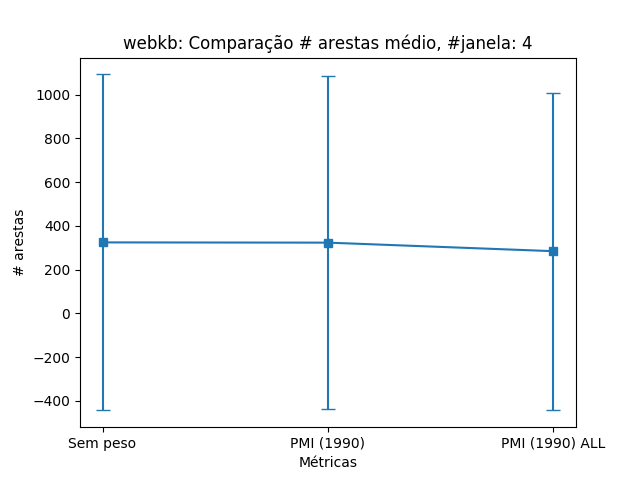 webkb: Comparação # arestas médio, #janela: 4
1000
800
600
400
200
0
−200
−400
# arestas
Sem peso
PMI (1990)
PMI (1990) ALL
Métricas